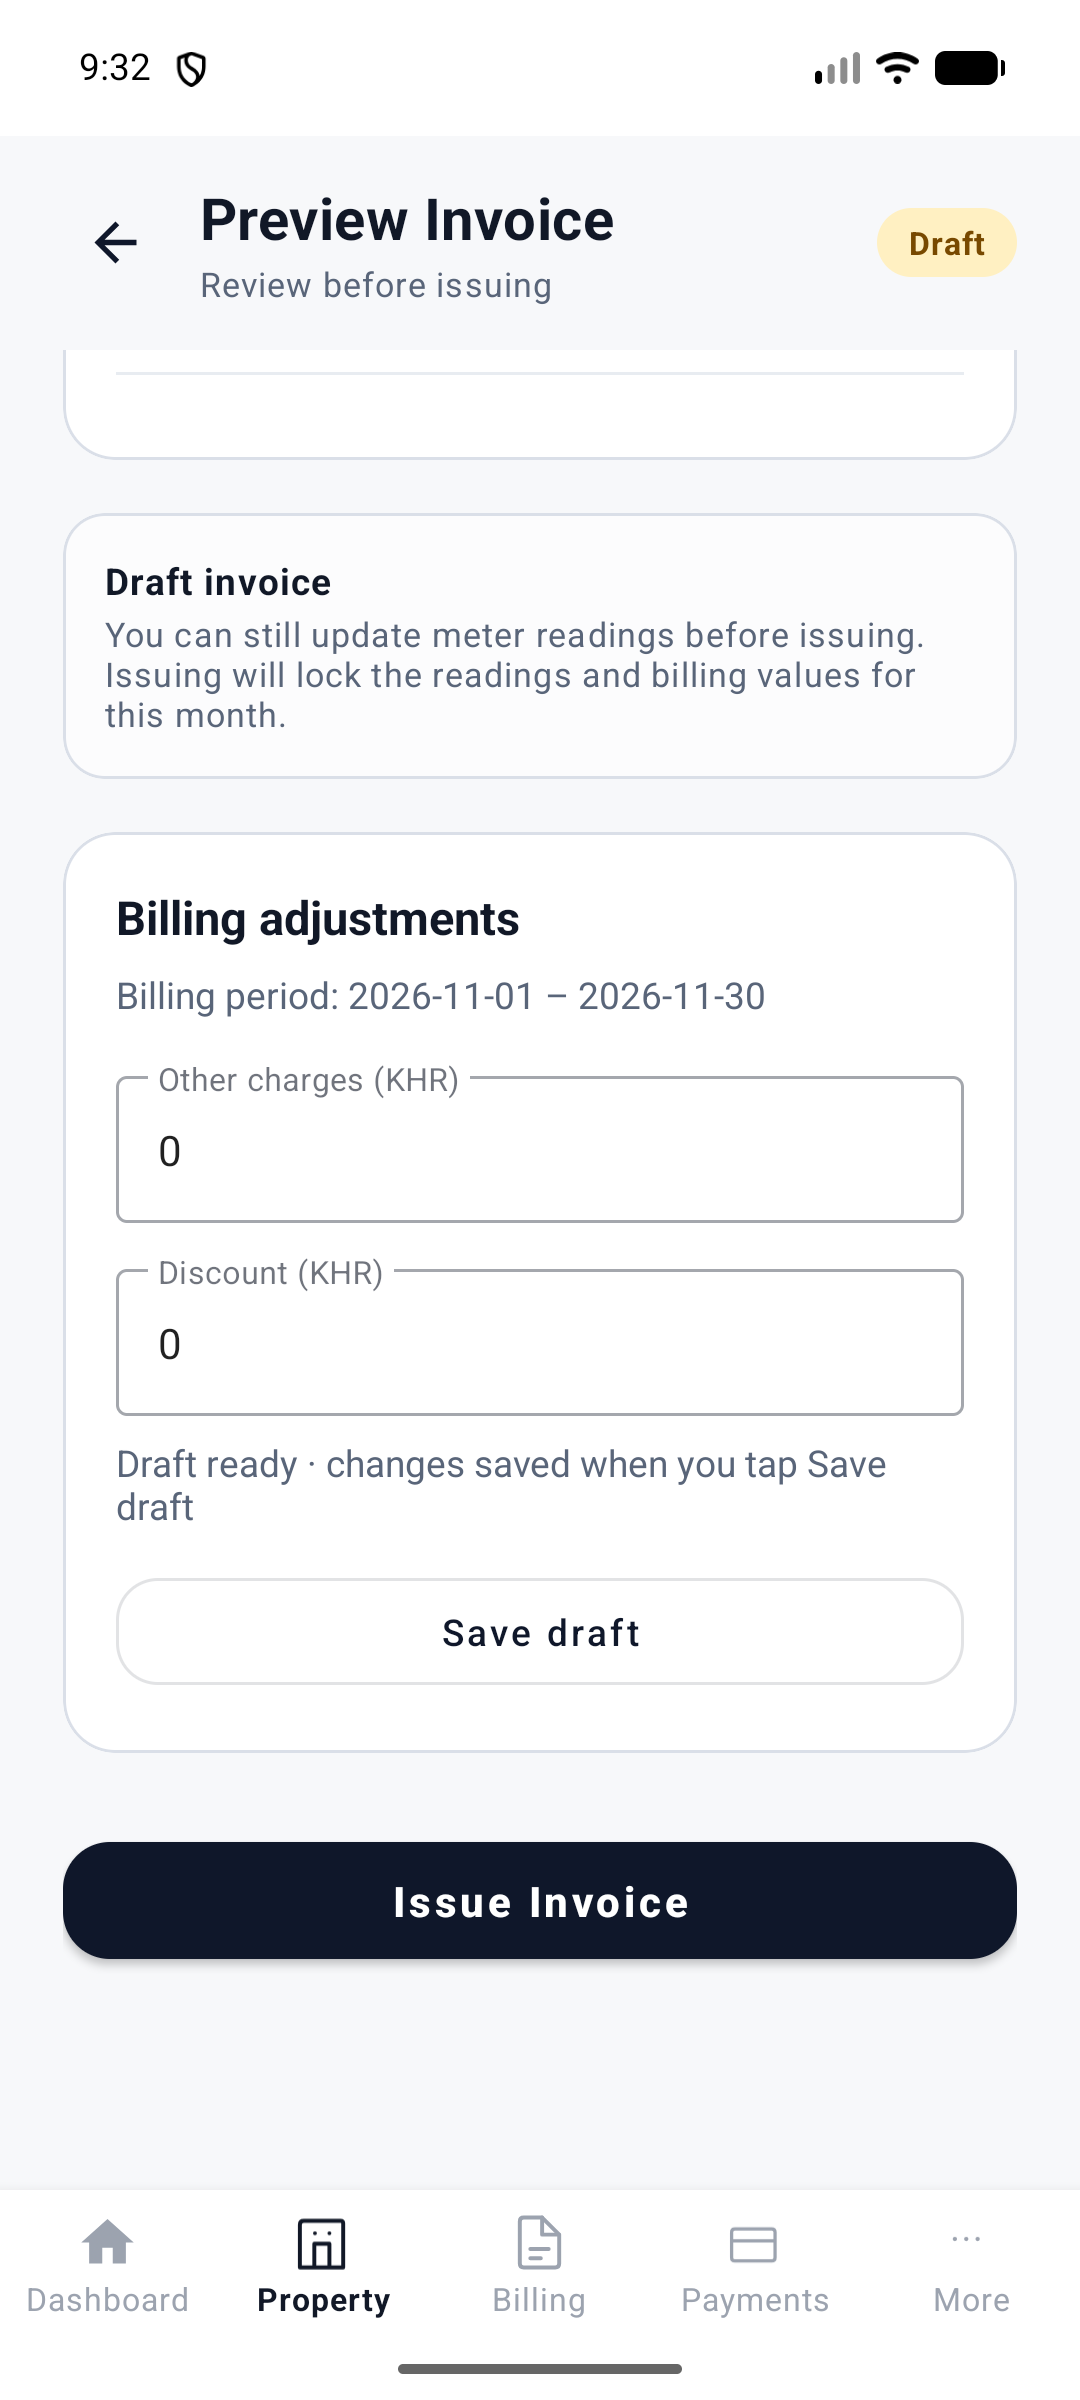 9:32
Preview Invoice
Review before issuing
Draft
Draft invoice
You can still update meter readings before issuing.
Issuing will lock the readings and billing values for
this month.
Billing adjustments
Billing period: 2026-11-01 – 2026-11-30
Other charges (KHR)
0
Discount (KHR)
0
Draft ready · changes saved when you tap Save
draft
Save draft
Issue Invoice
Dashboard
Property
Billing
Payments
More